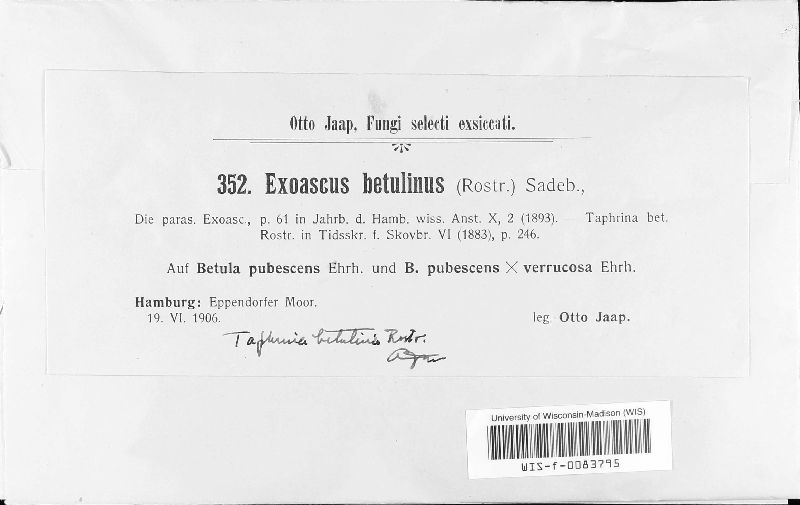 Otto Jaap, Fungi selecti exsiccati.
352. Exoascus betulinus (Rostr.) Sadeb.,
Die paras. Exoasc., p. 61 in Jahrb. d. Hamb. wiss. Anst. X, 2 (1893). — Taphrina bet.
Rostr. in Tidsskr. f. Skovbr. VI (1883), p. 246.
Auf Betula pubescens Ehrh. und B. pubescens × verrucosa Ehrh.
Hamburg: Eppendorfer Moor.
19. VI. 1906. leg. Otto Jaap.
Taphrina betulina Rostr.
University of Wisconsin-Madison (WIS)
WIS-f-0083795